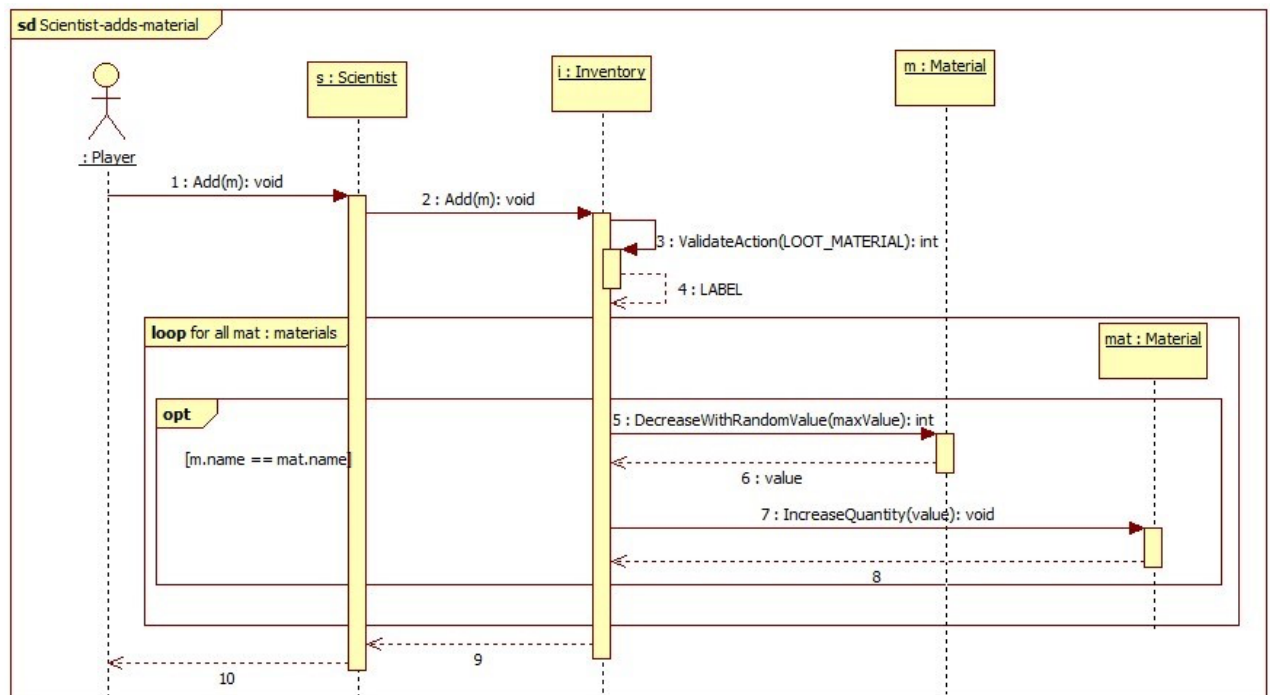 sd Scientist-adds-material
s : Scientist
i : Inventory
m : Material
: Player
1 : Add(m): void
2 : Add(m): void
3 : ValidateAction(LOOT_MATERIAL): int
4 : LABEL
loop for all mat : materials
mat : Material
opt
5 : DecreaseWithRandomValue(maxValue): int
[m.name == mat.name]
6 : value
7 : IncreaseQuantity(value): void
8
9
10